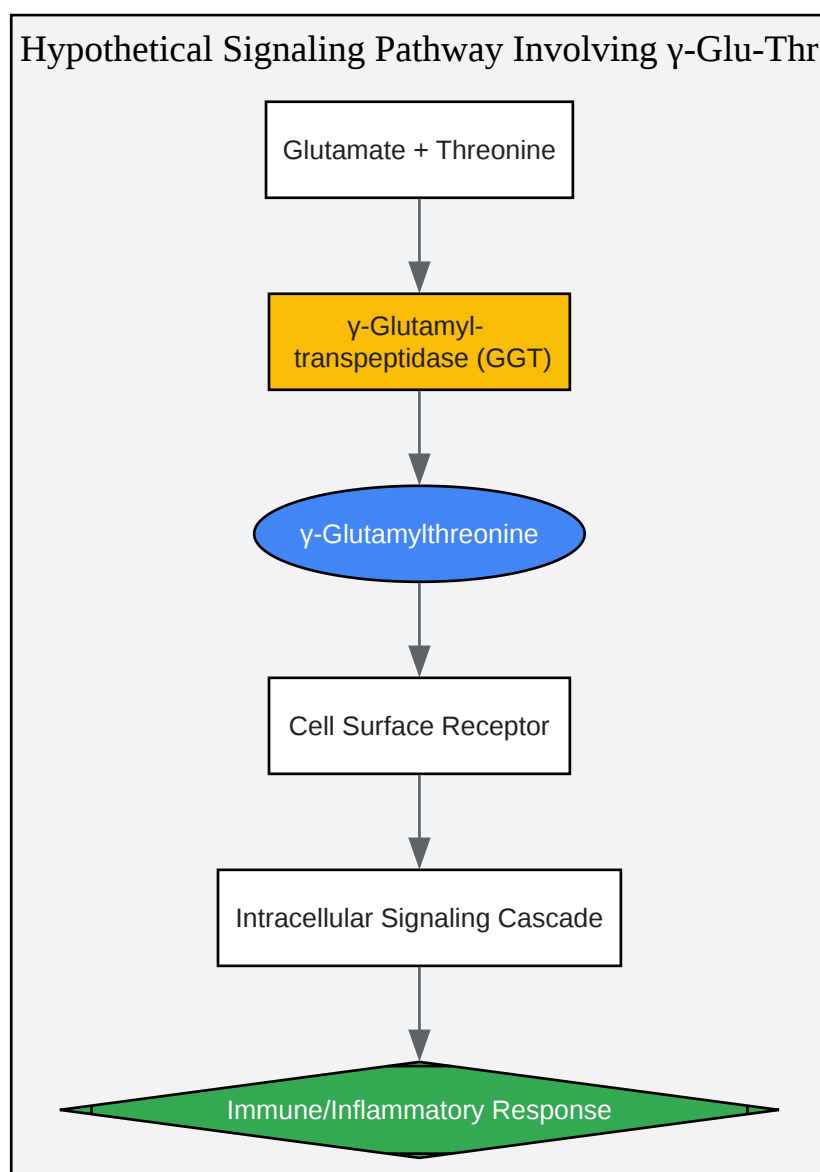 Hypothetical Signaling Pathway Involving γ-Glu-Thr
Glutamate + Threonine
γ-Glutamyl-
transpeptidase (GGT)
γ-Glutamylthreonine
Cell Surface Receptor
Intracellular Signaling Cascade
Immune/Inflammatory Response